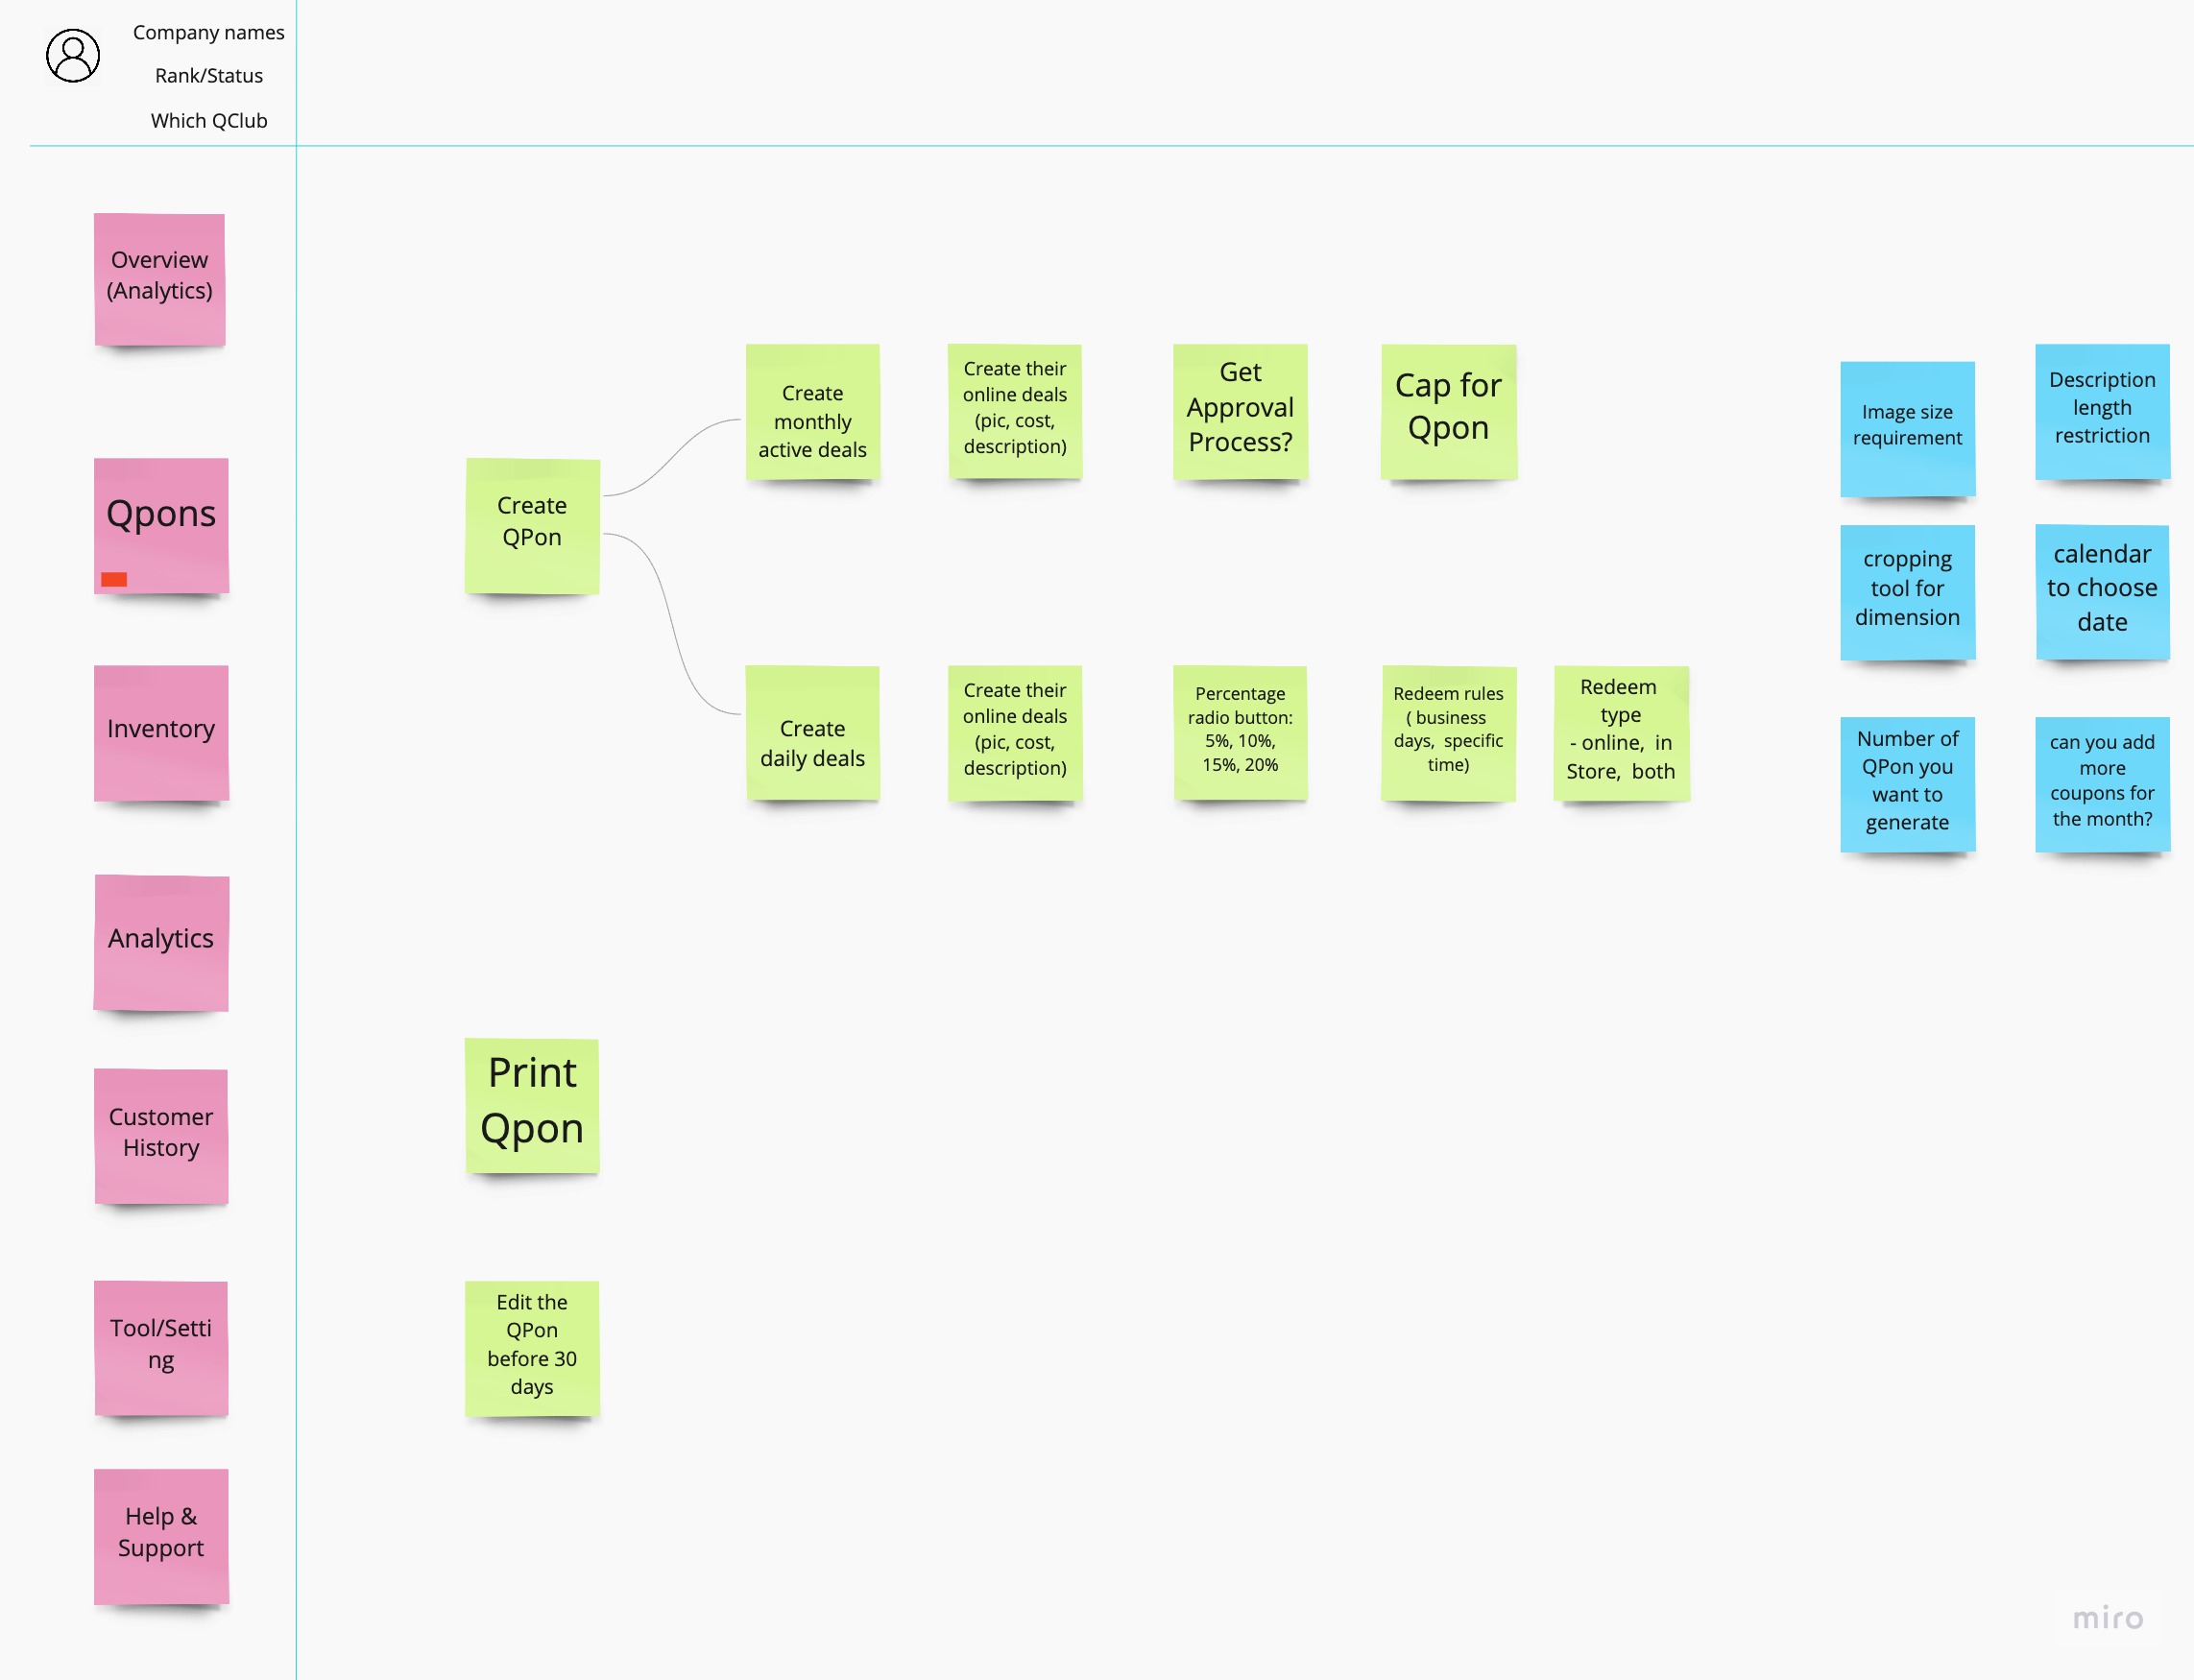 Company names
Rank/Status
Which QClub
Overview
(Analytics)
Qpons
Inventory
Analytics
Customer
History
Tool/Setti
ng
Help &
Support
Create
QPon
Create
monthly
active deals
Create their
online deals
(pic, cost,
description)
Get
Approval
Process?
Cap for
Qpon
Create
daily deals
Create their
online deals
(pic, cost,
description)
Percentage
radio button:
5%, 10%,
15%, 20%
Redeem rules
( business
days, specific
time)
Redeem
type
- online, in
Store, both
Print
Qpon
Edit the
QPon
before 30
days
Image size
requirement
Description
length
restriction
cropping
tool for
dimension
calendar
to choose
date
Number of
QPon you
want to
generate
can you add
more
coupons for
the month?
miro